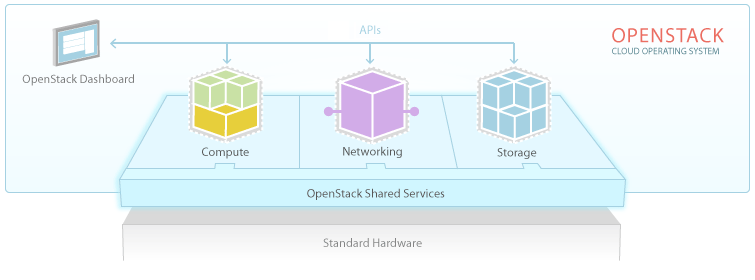 APIs
OPENSTACK
CLOUD OPERATING SYSTEM
OpenStack Dashboard
Compute
Networking
Storage
OpenStack Shared Services
Standard Hardware